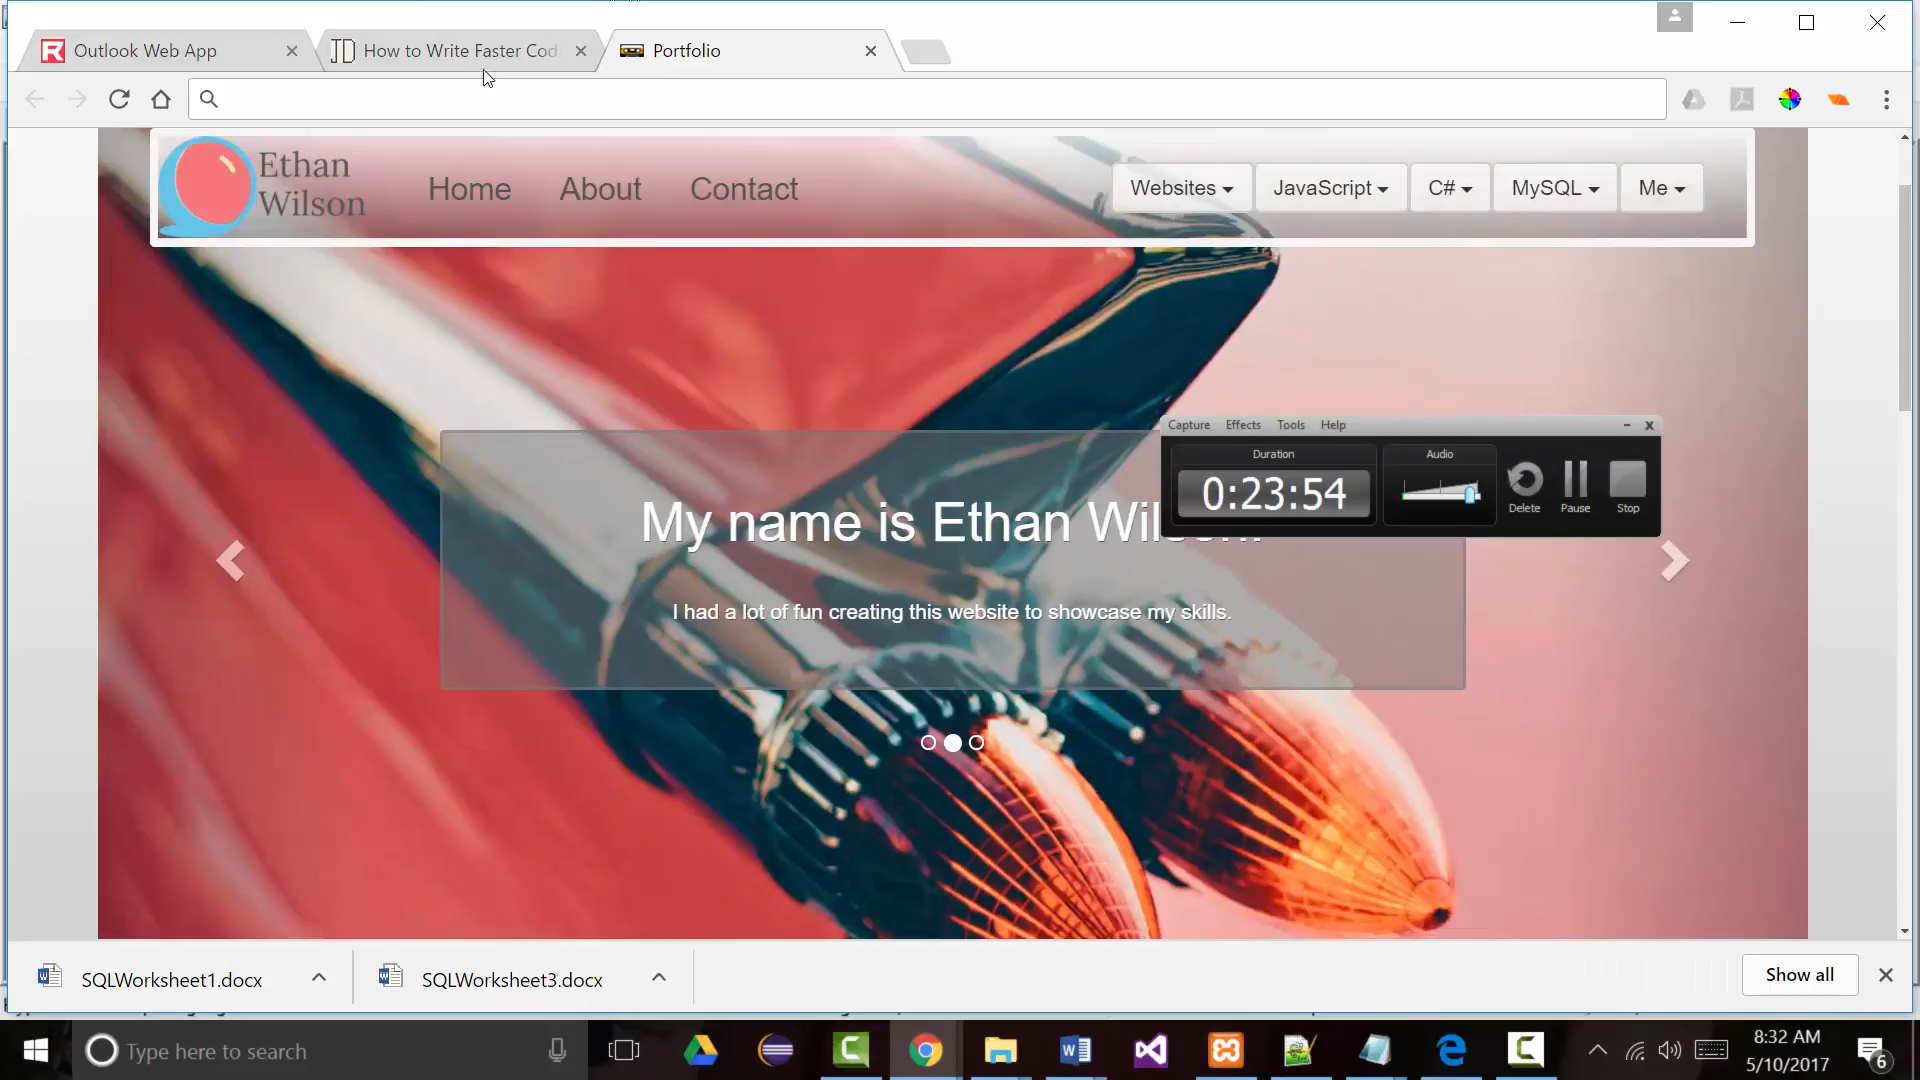 Outlook Web App
How to Write Faster Cod
Portfolio
Ethan
Wilson
Home
About
Contact
Websites
JavaScript
C#
MySQL
Me
Capture
Effects
Tools
Help
Duration
Audio
0:23:54
Delete
Pause
Stop
My name is Ethan Wil
I had a lot of fun creating this website to showcase my skills.
SQLWorksheet1.docx
SQLWorksheet3.docx
Show all
Type here to search
8:32 AM
5/10/2017
6